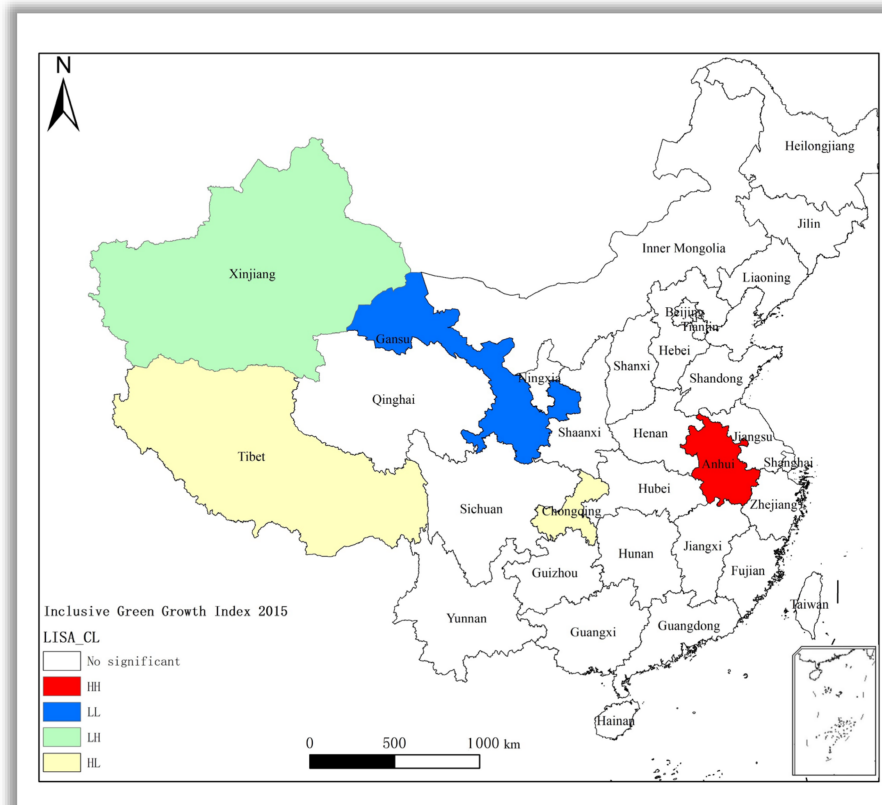 N
Heilongjiang
Jilin
Xinjiang
Inner Mongolia
Liaoning
Beijing
Tianjin
Gansu
Hebei
Shanxi
Ningxia
Shandong
Qinghai
Shaanxi
Henan
Jiangsu
Tibet
Anhui
Shanghai
Hubei
Sichuan
Chongqing
Zhejiang
Hunan
Jiangxi
Guizhou
Fujian
Taiwan
Yunnan
Guangxi
Guangdong
Hainan
Inclusive Green Growth Index 2015
LISA_CL
No significant
HH
LL
LH
HL
0 500 1000 km